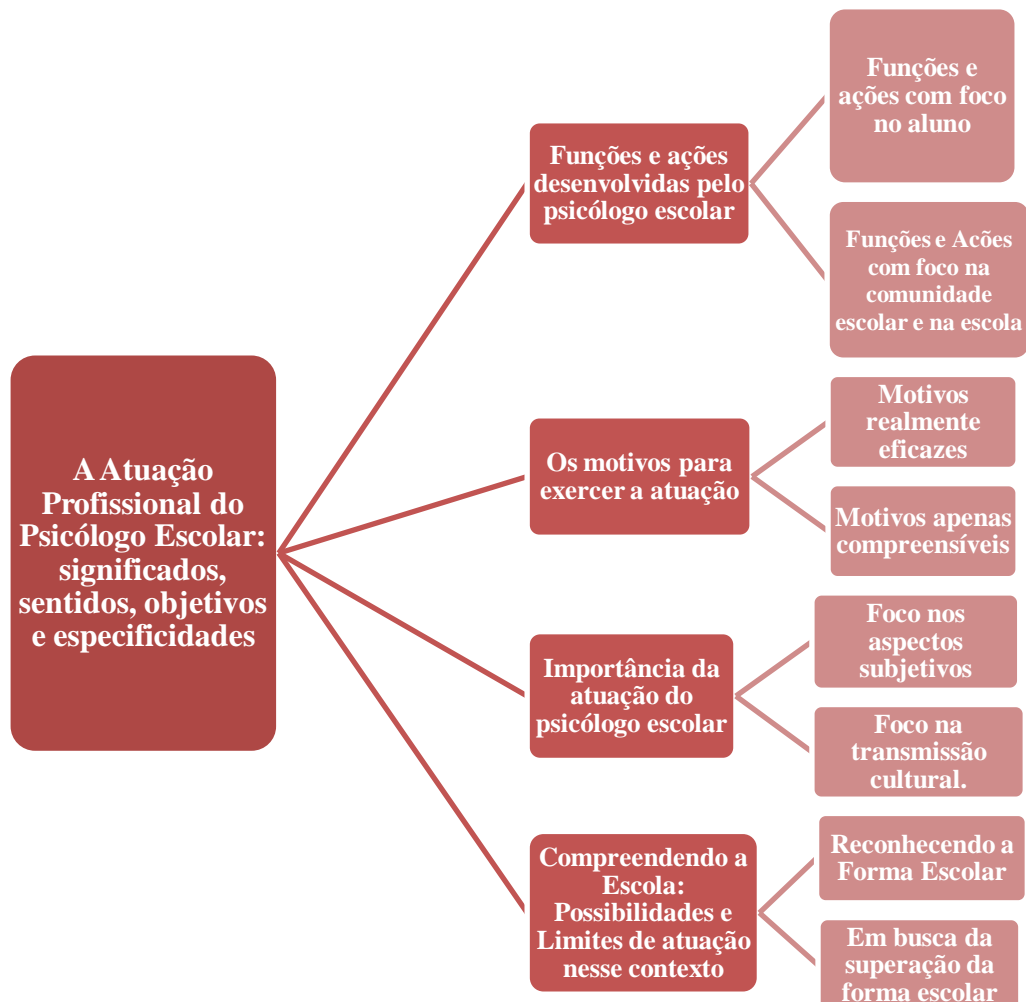 A Atuação
Profissional do
Psicólogo Escolar:
significados,
sentidos, objetivos
e especificidades
Funções e ações
desenvolvidas pelo
psicólogo escolar
Funções e
ações com foco
no aluno
Funções e Acões
com foco na
comunidade
escolar e na escola
Os motivos para
exercer a atuação
Motivos
realmente
eficazes
Motivos apenas
compreensíveis
Importância da
atuação do
psicólogo escolar
Foco nos
aspectos
subjetivos
Foco na
transmissão
cultural.
Compreendendo a
Escola:
Possibilidades e
Limites de atuação
nesse contexto
Reconhecendo a
Forma Escolar
Em busca da
superação da
forma escolar